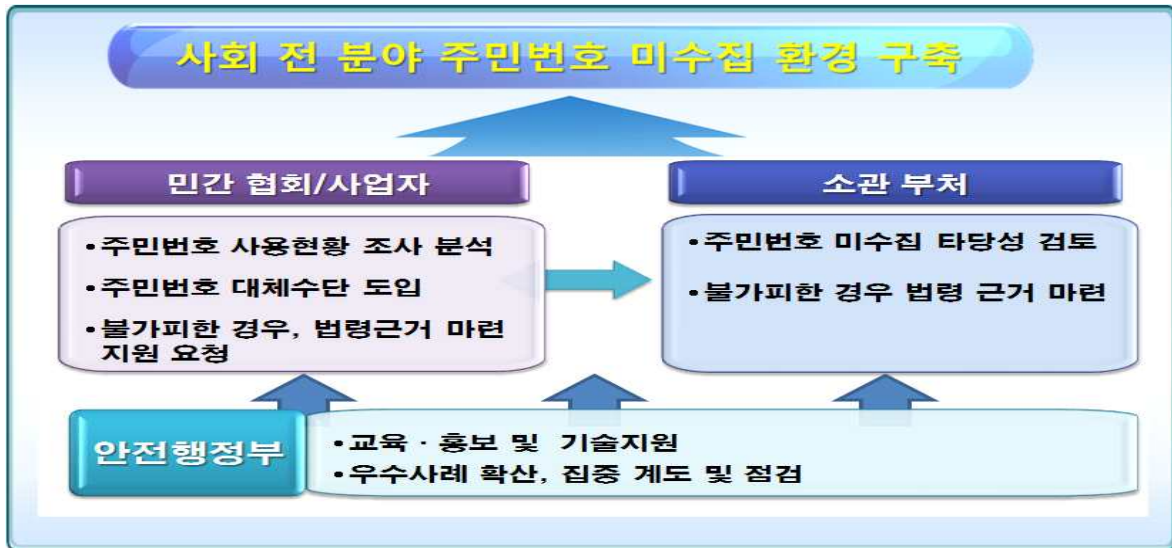 사회 전 분야 주민번호 미수집 환경 구축
민간 협회/사업자
•주민번호 사용현황 조사 분석
•주민번호 대체수단 도입
•불가피한 경우, 법령근거 마련
지원 요청
소관 부처
•주민번호 미수집 타당성 검토
•불가피한 경우 법령 근거 마련
안전행정부
•교육·홍보 및 기술지원
•우수사례 확산, 집중 계도 및 점검